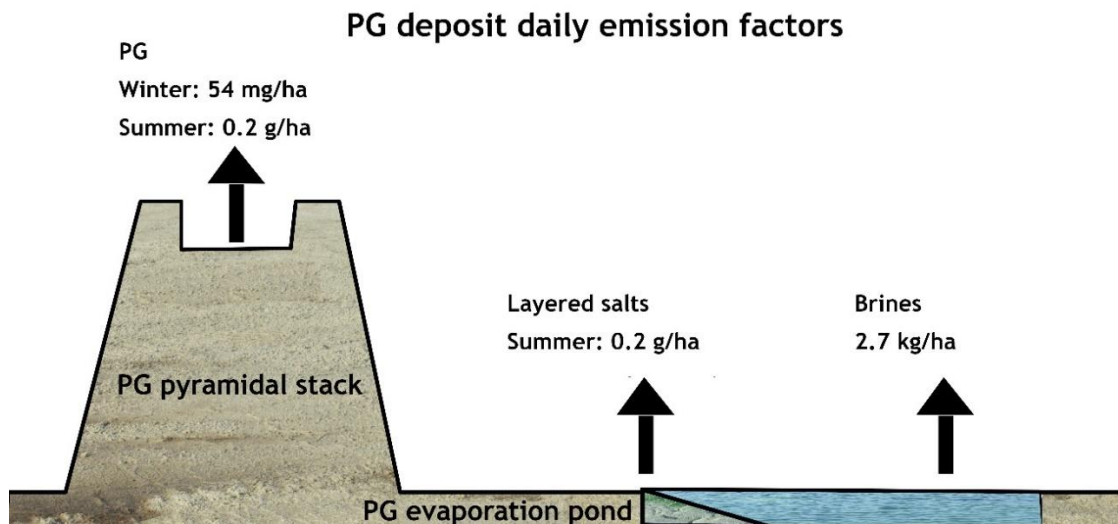 PG deposit daily emission factors
PG
Winter: 54 mg/ha
Summer: 0.2 g/ha
Layered salts
Summer: 0.2 g/ha
Brines
2.7 kg/ha
PG pyramidal stack
PG evaporation pond